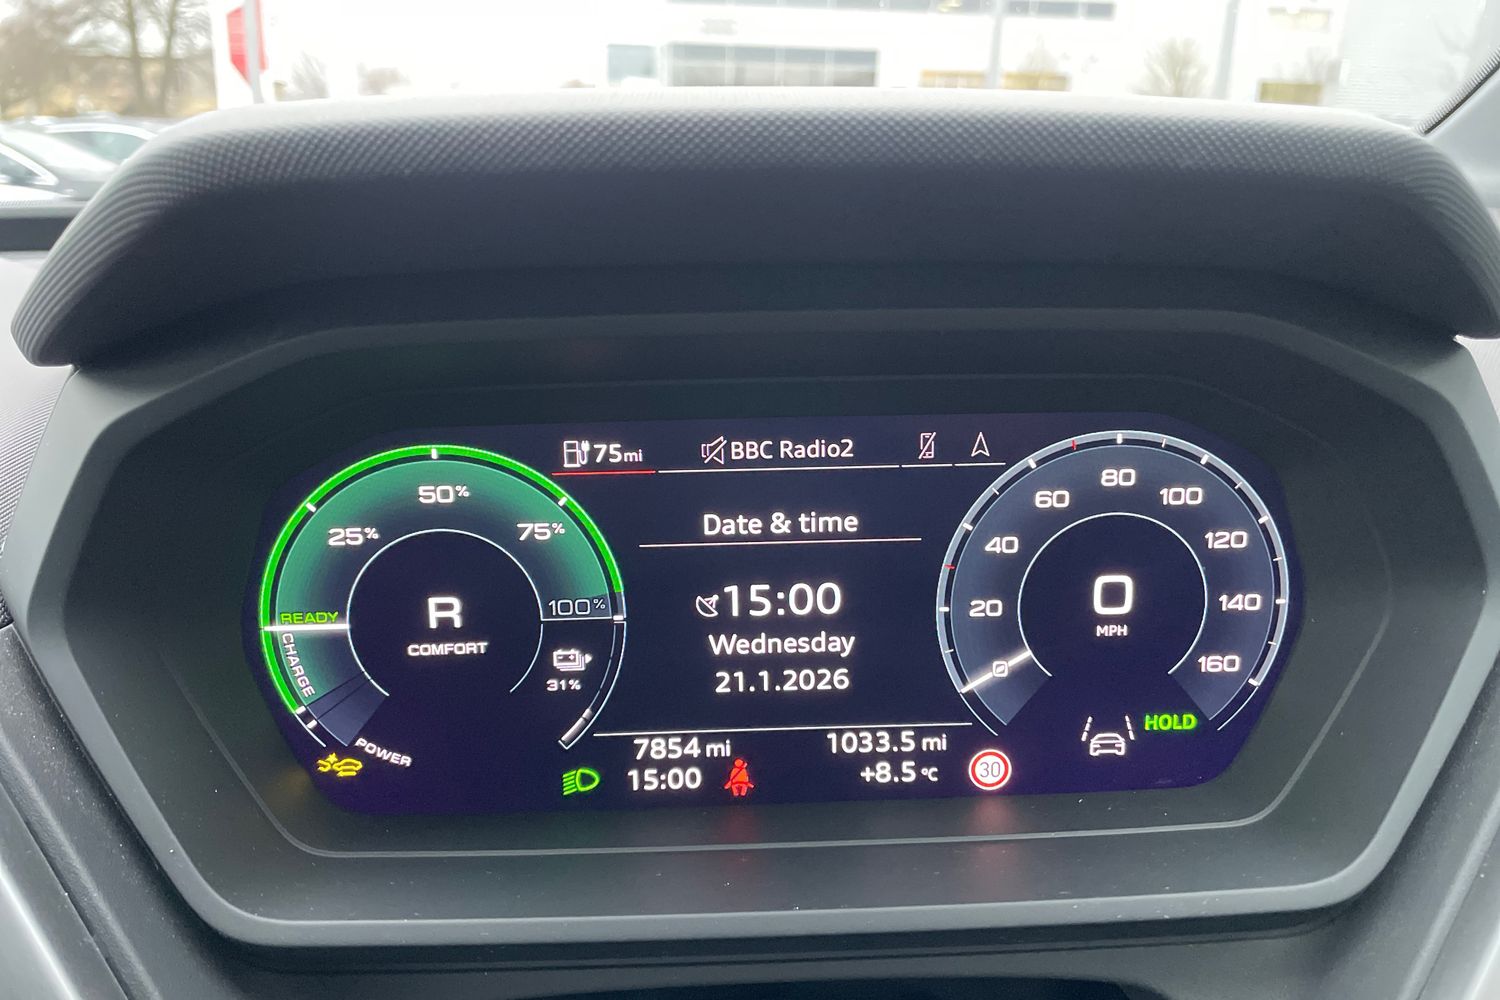 75mi
BBC Radio2
50%
25%
75%
100%
READY
CHARGE
POWER
R
COMFORT
31%
Date & time
15:00
Wednesday
21.1.2026
7854 mi
15:00
1033.5 mi
+8.5 °C
20
40
60
80
100
120
140
160
0
MPH
HOLD
30